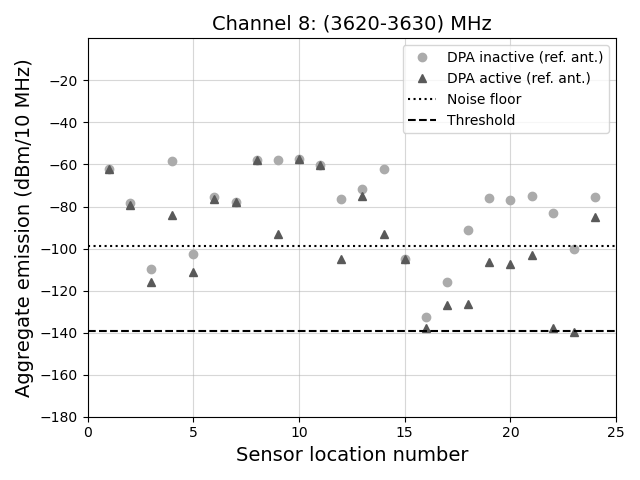 Channel 8: (3620-3630) MHz
DPA inactive (ref. ant.)
DPA active (ref. ant.)
Noise floor
Threshold
Aggregate emission (dBm/10 MHz)
−20
−40
−60
−80
−100
−120
−140
−160
−180
0 5 10 15 20 25
Sensor location number